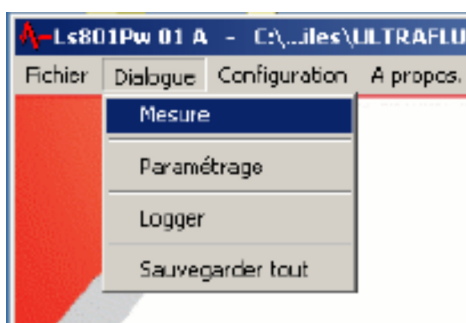 Ls801Pw 01 A - C:\...iles\ULTRAFLU
Fichier Dialogue Configuration A propos.
Mesure
Paramétrage
Logger
Sauvegarder tout